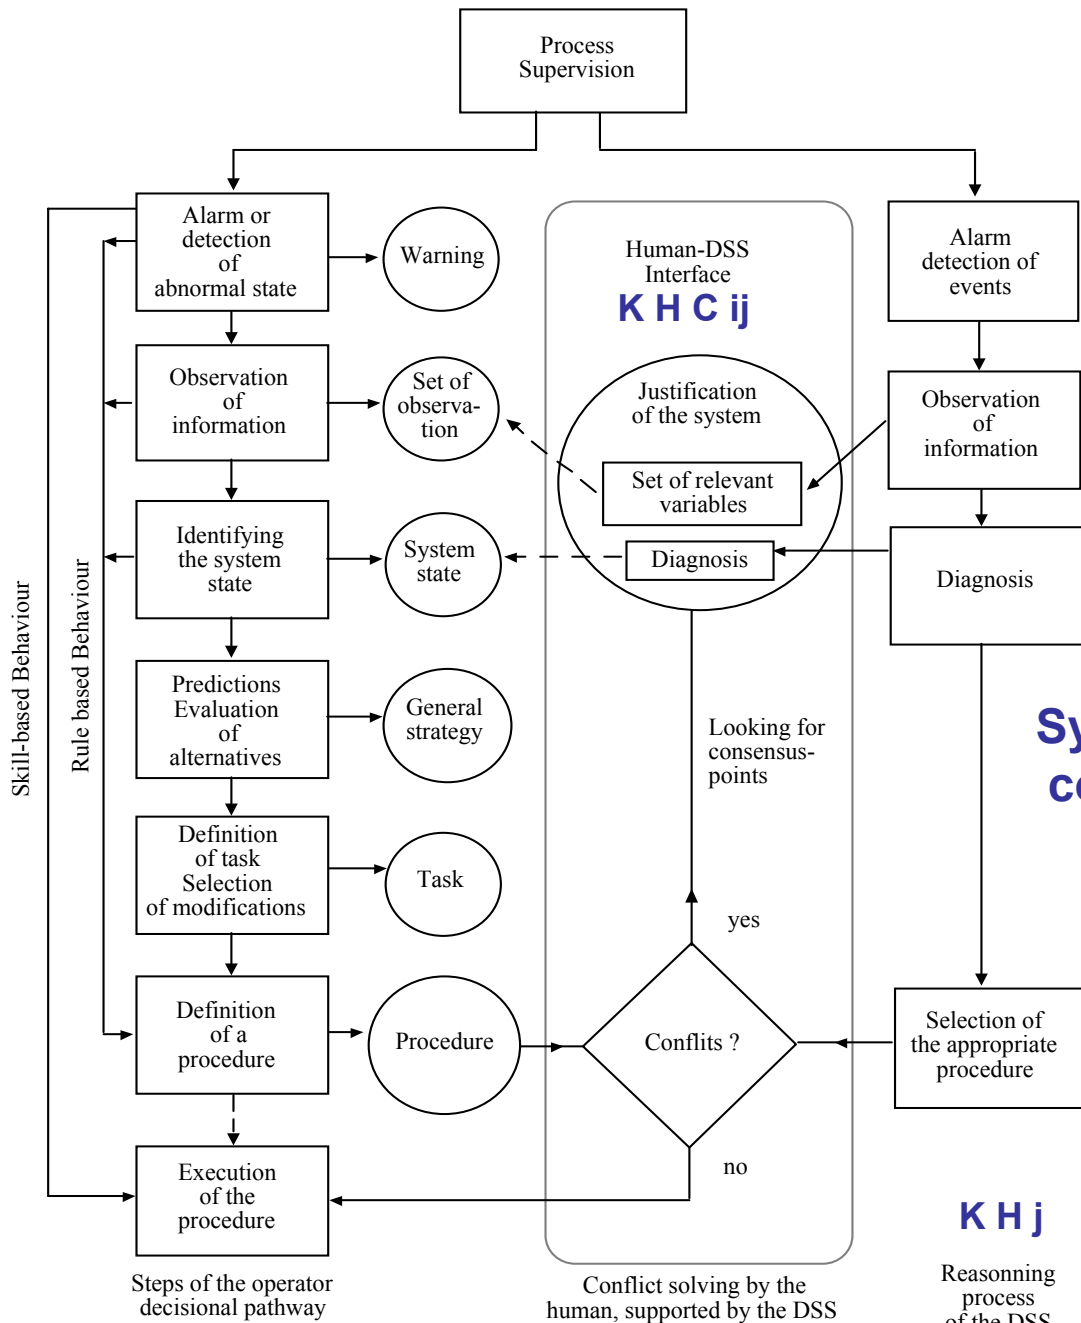 Process
Supervision
Alarm or
detection
of
abnormal state
Warning
Human-DSS
Interface
K H C ij
Alarm
detection of
events
Observation
of
information
Set of
observa-
tion
Justification
of the system
Set of relevant
variables
Diagnosis
Observation
of
information
Identifying
the system
state
System
state
Diagnosis
Skill-based Behaviour
Rule based Behaviour
Predictions
Evaluation
of
alternatives
General
strategy
Looking for
consensus-
points
Definition
of task
Selection
of modifications
Task
yes
Definition
of a
procedure
Procedure
Conflits ?
Selection of
the appropriate
procedure
no
Execution
of the
procedure
K H j
Steps of the operator
decisional pathway
Conflict solving by the
human, supported by the DSS
Reasonning
process
of the DSS